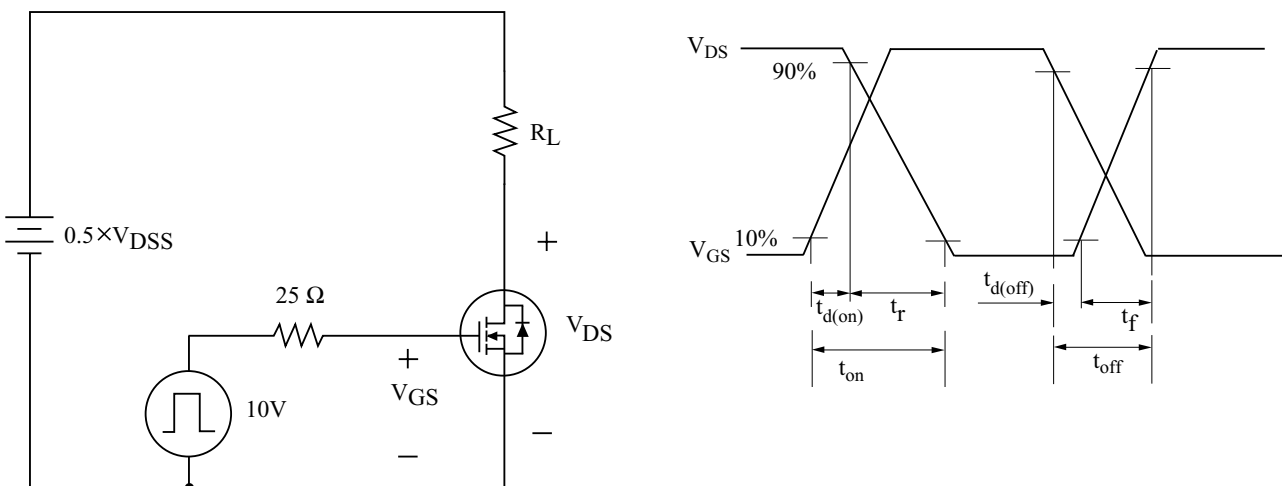 R_L
0.5×V_DSS
+
25 Ω
V_DS
+
V_GS
10V
−
−
V_DS
90%
V_GS
10%
t_d(on)
t_r
t_d(off)
t_f
t_on
t_off